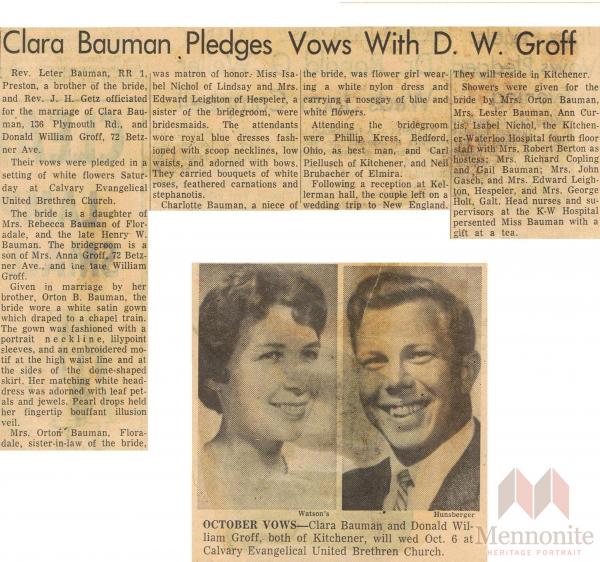 Clara Bauman Pledges Vows With D. W. Groff
Rev. Leter Bauman, RR 1,
Preston, a brother of the bride,
and Rev. J. H. Getz officiated
for the marriage of Clara Bau-
man, 136 Plymouth Rd., and
Donald William Groff, 72 Betz-
ner Ave.
Their vows were pledged in a
setting of white flowers Satur-
day at Calvary Evangelical
United Brethren Church.
The bride is a daughter of
Mrs. Rebecca Bauman of Flor-
adale, and the late Henry W.
Bauman. The bridegroom is a
son of Mrs. Anna Groff, 72 Betz-
ner Ave., and the late William
Groff.
Given in marriage by her
brother, Orton B. Bauman, the
bride wore a white satin gown
which draped to a chapel train.
The gown was fashioned with a
portrait neckline, lilypoint
sleeves, and an embroidered mo-
tif at the high waist line and at
the sides of the dome-shaped
skirt. Her matching white head-
dress was adorned with leaf pet-
als and jewels. Pearl drops held
her fingertip bouffant illusion
veil.
Mrs. Orton Bauman, Flora-
dale, sister-in-law of the bride,
was matron of honor. Miss Isa-
bel Nichol of Lindsay and Mrs.
Edward Leighton of Hespeler, a
sister of the bridegroom, were
bridesmaids. The attendants
wore royal blue dresses fash-
ioned with scoop necklines, low
waists, and adorned with bows.
They carried bouquets of white
roses, feathered carnations and
stephanotis.
Charlotte Bauman, a niece of
the bride, was flower girl wear-
ing a white nylon dress and
carrying a nosegay of blue and
white flowers.
Attending the bridegroom
were Phillip Kress, Bedford,
Ohio, as best man, and Carl
Piellusch of Kitchener, and Neil
Brubacher of Elmira.
Following a reception at Kel-
lerman hall, the couple left on a
wedding trip to New England.
They will reside in Kitchener.
Showers were given for the
bride by Mrs. Orton Bauman,
Mrs. Lester Bauman, Ann Cur-
tis, Isabel Nichol, the Kitchen-
er-Waterloo Hospital fourth floor
staff with Mrs. Robert Berton as
hostess; Mrs. Richard Copling
and Gail Bauman; Mrs. John
Gasch; and Mrs. Edward Leigh-
ton, Hespeler, and Mrs. George
Holt, Galt. Head nurses and su-
pervisors at the K-W Hospital
persented Miss Bauman with a
gift at a tea.
Watson's
Hunsberger
OCTOBER VOWS—Clara Bauman and Donald Wil-
liam Groff, both of Kitchener, will wed Oct. 6 at
Calvary Evangelical United Brethren Church.
Mennonite
HERITAGE PORTRAIT